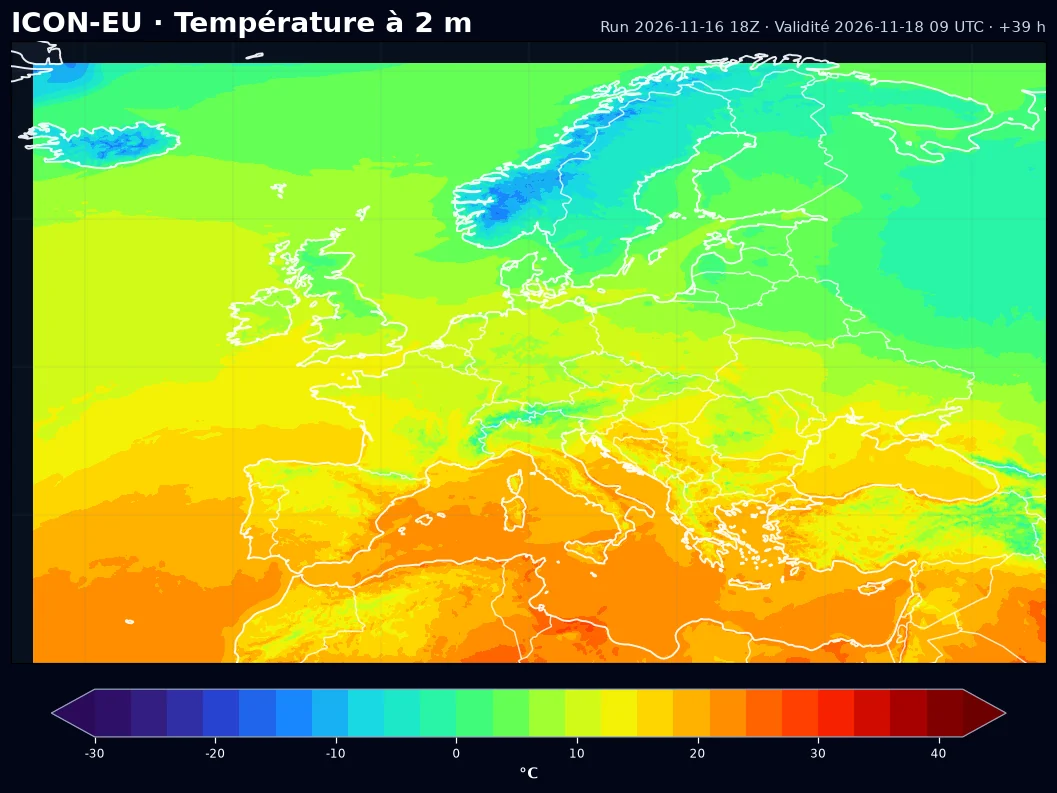 ICON-EU · Température à 2 m
Run 2026-11-16 18Z · Validité 2026-11-18 09 UTC · +39 h
-30 -20 -10 0 10 20 30 40
°C